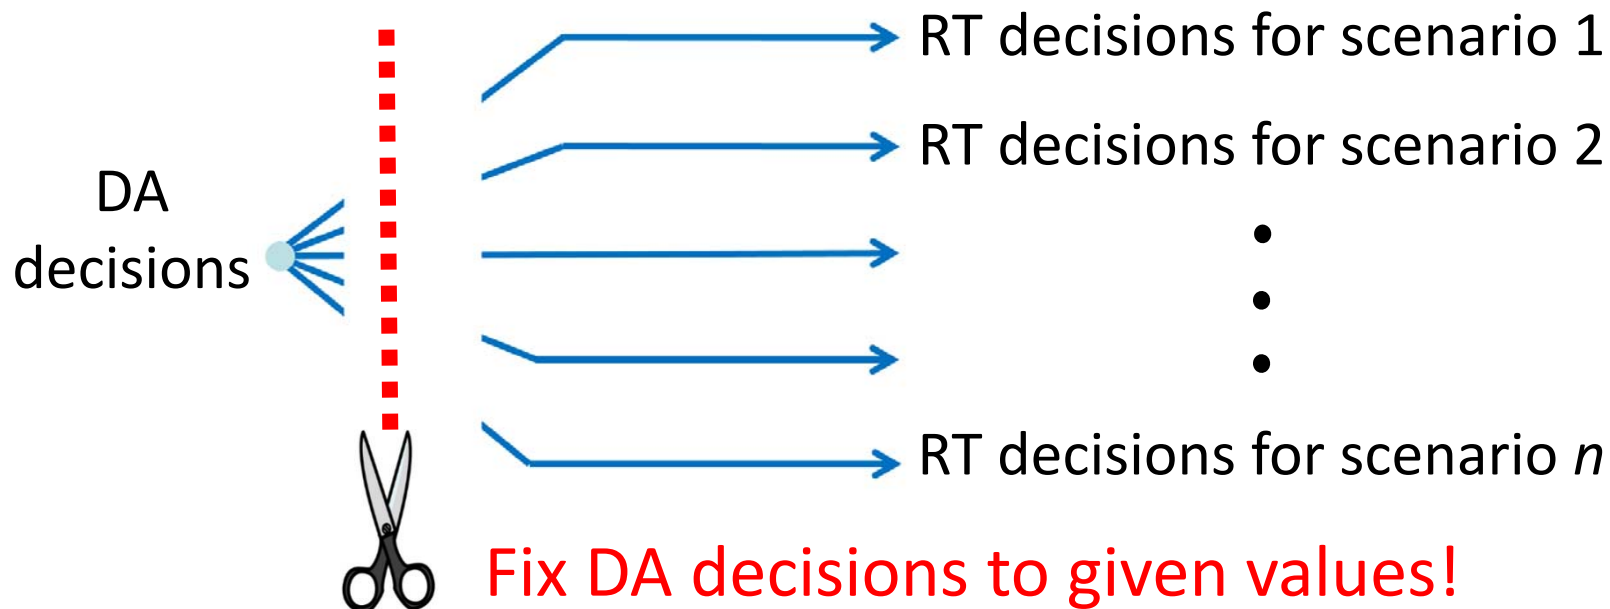 RT decisions for scenario 1
RT decisions for scenario 2
DA
decisions
RT decisions for scenario n
Fix DA decisions to given values!